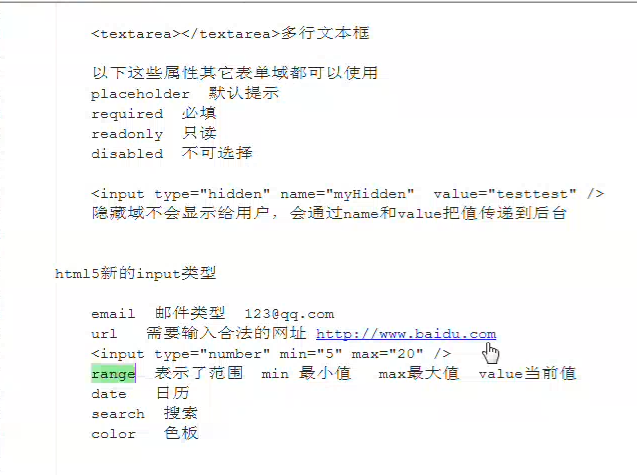 <textarea></textarea>多行文本框
以下这些属性其它表单域都可以使用
placeholder 默认提示
required 必填
readonly 只读
disabled 不可选择
<input type="hidden" name="myHidden" value="testtest" />
隐藏域不会显示给用户，会通过name和value把值传递到后台
html5新的input类型
email 邮件类型 123@qq.com
url 需要输入合法的网址 http://www.baidu.com
<input type="number" min="5" max="20" />
range 表示了范围 min 最小值 max最大值 value当前值
date 日历
search 搜索
color 色板